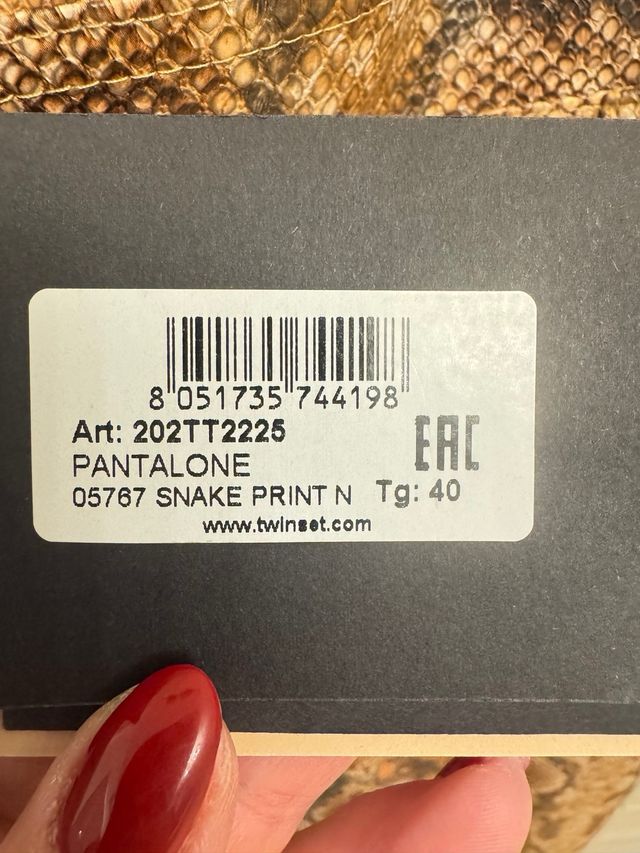 8 051735 744198
Art: 202TT2225
EAC
PANTALONE
05767 SNAKE PRINT N Tg: 40
www.twinset.com